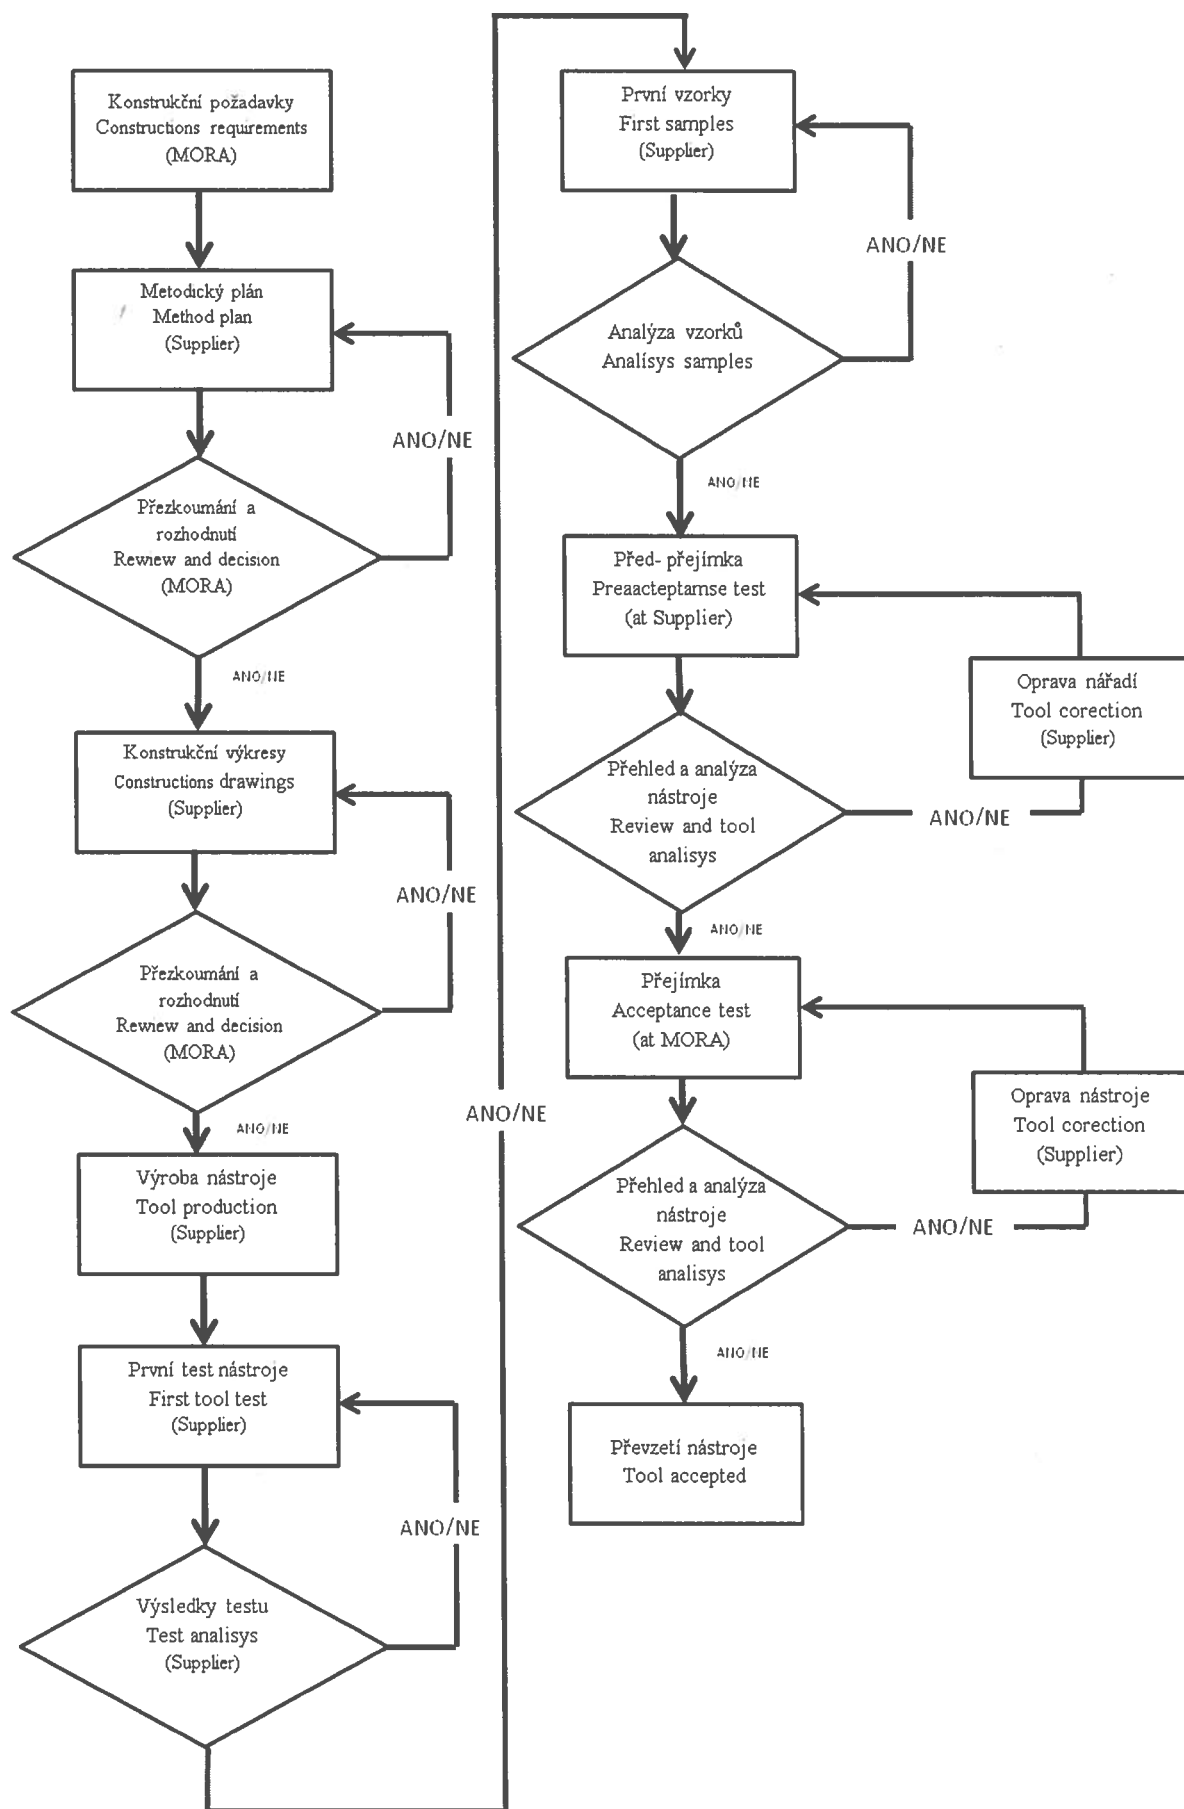 Konstrukční požadavky
Constructions requirements
(MORA)
Metodický plán
Method plan
(Supplier)
ANO/NE
Přezkoumání a
rozhodnutí
Rewiew and decision
(MORA)
ANO/NE
Konstrukční výkresy
Constructions drawings
(Supplier)
ANO/NE
Přezkoumání a
rozhodnutí
Rewiew and decision
(MORA)
ANO/NE
Výroba nástroje
Tool production
(Supplier)
První test nástroje
First tool test
(Supplier)
ANO/NE
Výsledky testu
Test analisys
(Supplier)
ANO/NE
První vzorky
First samples
(Supplier)
ANO/NE
Analýza vzorků
Analísys samples
ANO/NE
Před- přejímka
Preaacteptamse test
(at Supplier)
Oprava nářadí
Tool corection
(Supplier)
Přehled a analýza
nástroje
Review and tool
analisys
ANO/NE
ANO/NE
Přejímka
Acceptance test
(at MORA)
Oprava nástroje
Tool corection
(Supplier)
Přehled a analýza
nástroje
Review and tool
analisys
ANO/NE
ANO/NE
Převzetí nástroje
Tool accepted